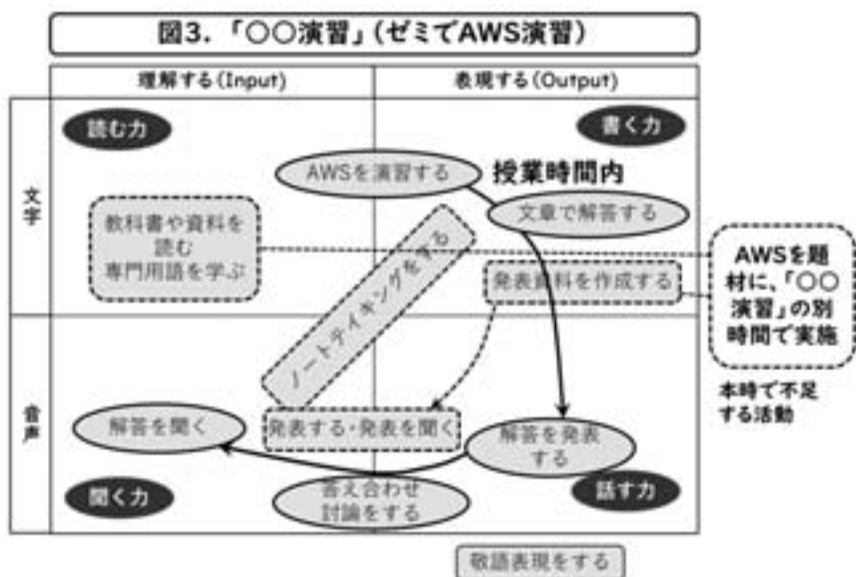 図3. 「○○演習」(ゼミでAWS演習)
理解する(Input)
表現する(Output)
文字
読む力
書く力
AWSを演習する
授業時間内
文章で解答する
教科書や資料を
読む
専門用語を学ぶ
ノートテイキングをする
発表資料を作成する
AWSを題
材に、「○○
演習」の別
時間で実施
本時で不足
する活動
音声
解答を聞く
発表する・発表を聞く
解答を発表
する
聞く力
答え合わせ
討論をする
話す力
敬語表現をする